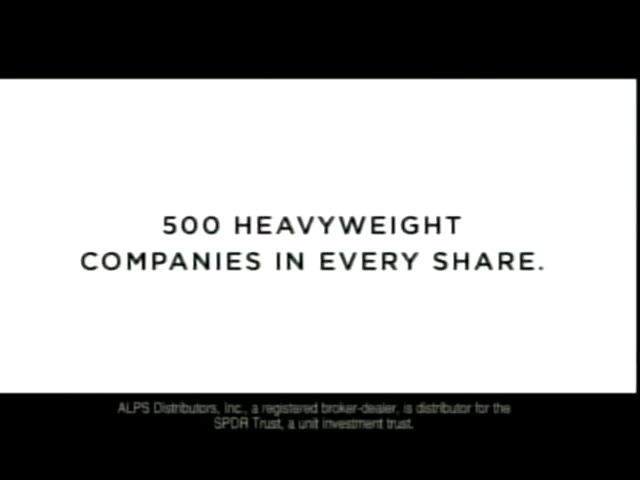 500 HEAVYWEIGHT
COMPANIES IN EVERY SHARE.
ALPS Distributors, Inc., a registered broker-dealer, is distributor for the
SPDR Trust, a unit investment trust.